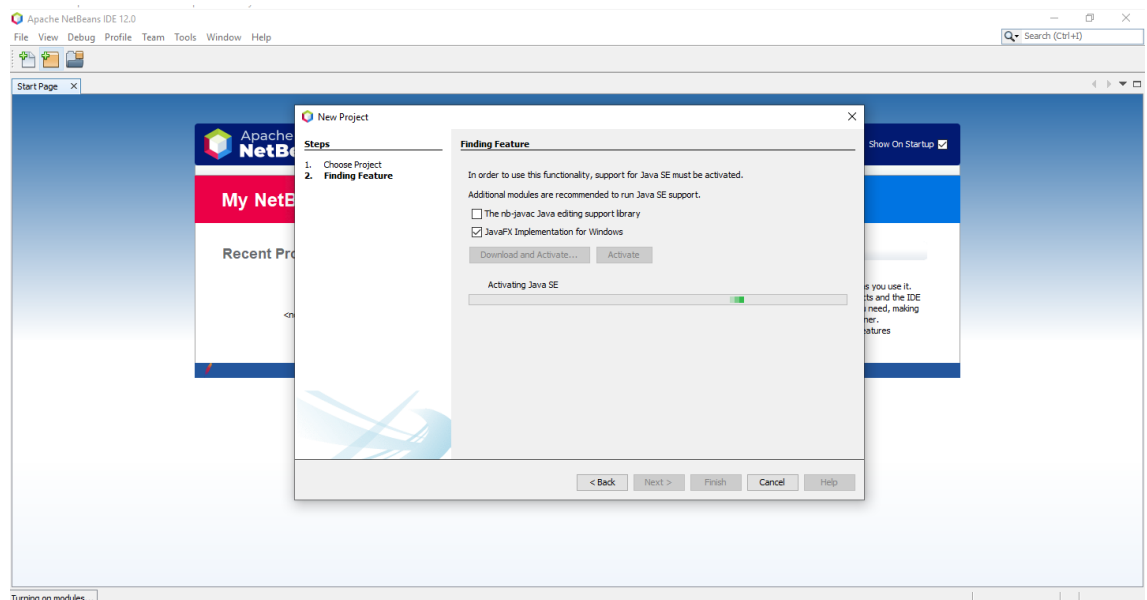 Apache NetBeans IDE 12.0
File View Debug Profile Team Tools Window Help
Search (Ctrl+I)
Start Page
Apache
NetB
Show On Startup
My NetB
Recent Pro
<n
s you use it.
ts and the IDE
need, making
ner.
eatures
New Project
Steps
1. Choose Project
2. Finding Feature
Finding Feature
In order to use this functionality, support for Java SE must be activated.
Additional modules are recommended to run Java SE support.
The nb-javac Java editing support library
JavaFX Implementation for Windows
Download and Activate...
Activate
Activating Java SE
< Back
Next >
Finish
Cancel
Help
Turning on modules...